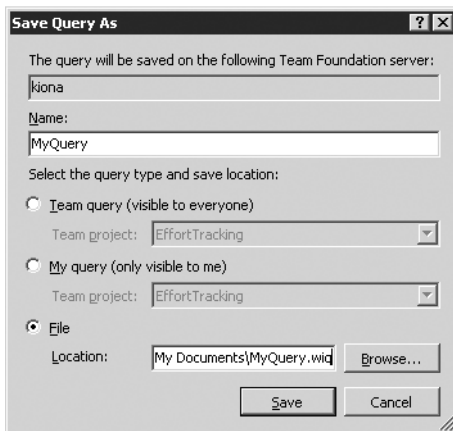 Save Query As
The query will be saved on the following Team Foundation server:
kiona
Name:
MyQuery
Select the query type and save location:
Team query (visible to everyone)
Team project: EffortTracking
My query (only visible to me)
Team project: EffortTracking
File
Location: My Documents\MyQuery.wiq Browse...
Save Cancel